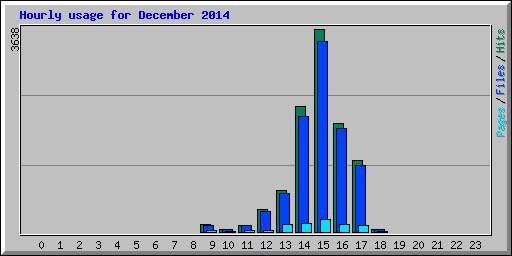 Hourly usage for December 2014
3638
Pages/Files/Hits
0 1 2 3 4 5 6 7 8 9 10 11 12 13 14 15 16 17 18 19 20 21 22 23